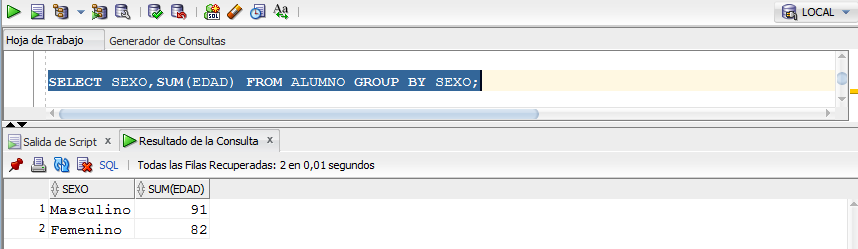 SQL
Aa
LOCAL
Hoja de Trabajo Generador de Consultas
SELECT SEXO,SUM(EDAD) FROM ALUMNO GROUP BY SEXO;
Salida de Script x Resultado de la Consulta x
SQL | Todas las Filas Recuperadas: 2 en 0,01 segundos
SEXO SUM(EDAD)
1 Masculino 91
2 Femenino 82